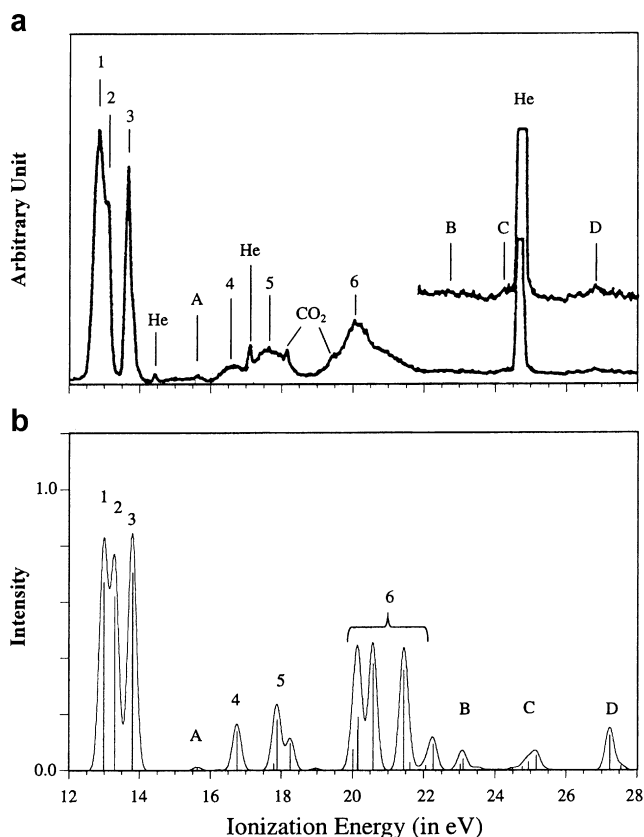 a
1
2
3
He
A
4
He
5
CO2
6
B
C
He
D
Arbitrary Unit
b
1.0
0.0
Intensity
1
2
3
A
4
5
6
B
C
D
12 14 16 18 20 22 24 26 28
Ionization Energy (in eV)